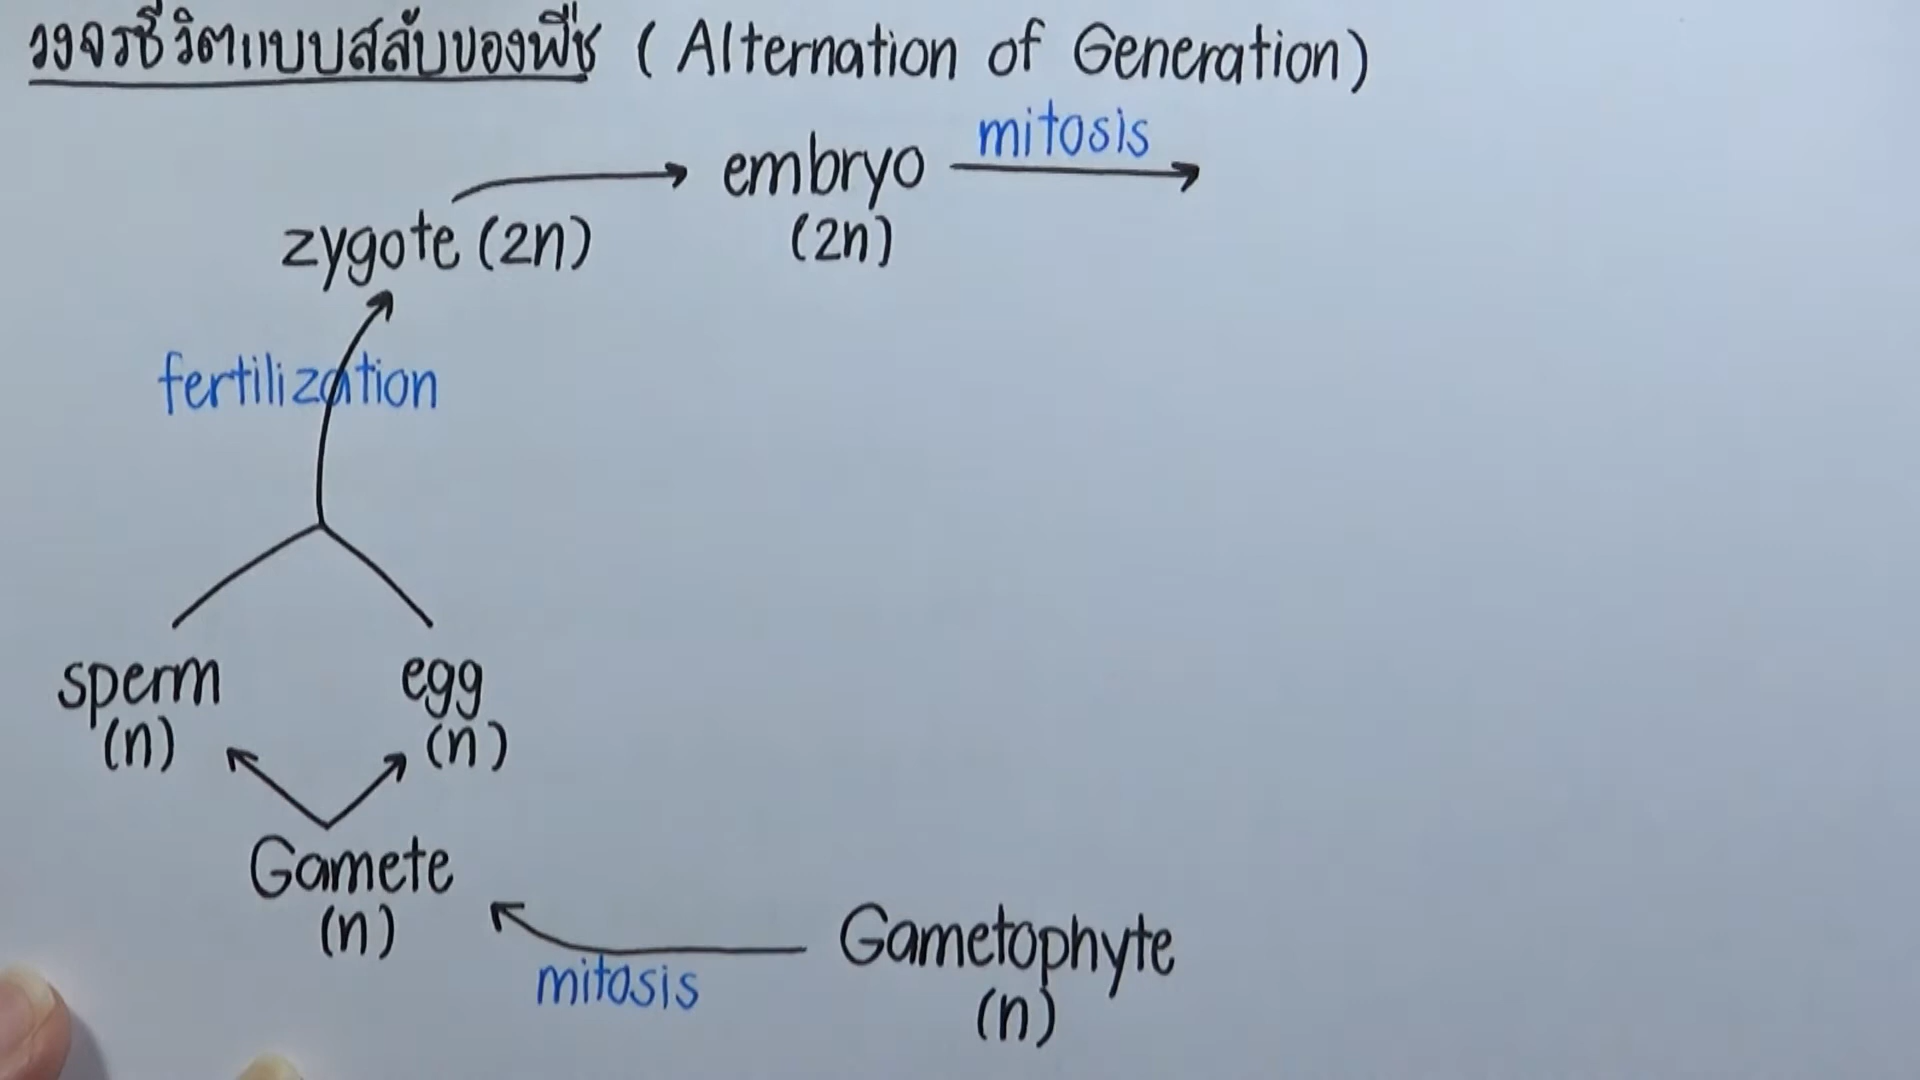 วงจรชีวิตแบบสลับของพืช (Alternation of Generation)
mitosis
embryo
(2n)
zygote (2n)
fertilization
sperm
(n)
egg
(n)
Gamete
(n)
mitosis
Gametophyte
(n)